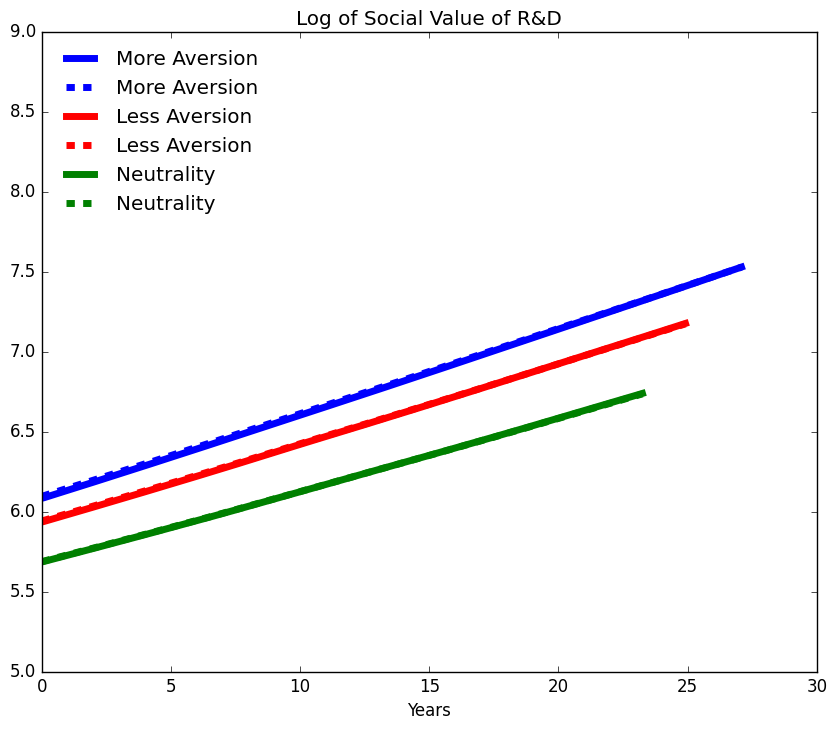 Log of Social Value of R&D
9.0
8.5
8.0
7.5
7.0
6.5
6.0
5.5
5.0
More Aversion
More Aversion
Less Aversion
Less Aversion
Neutrality
Neutrality
0 5 10 15 20 25 30
Years